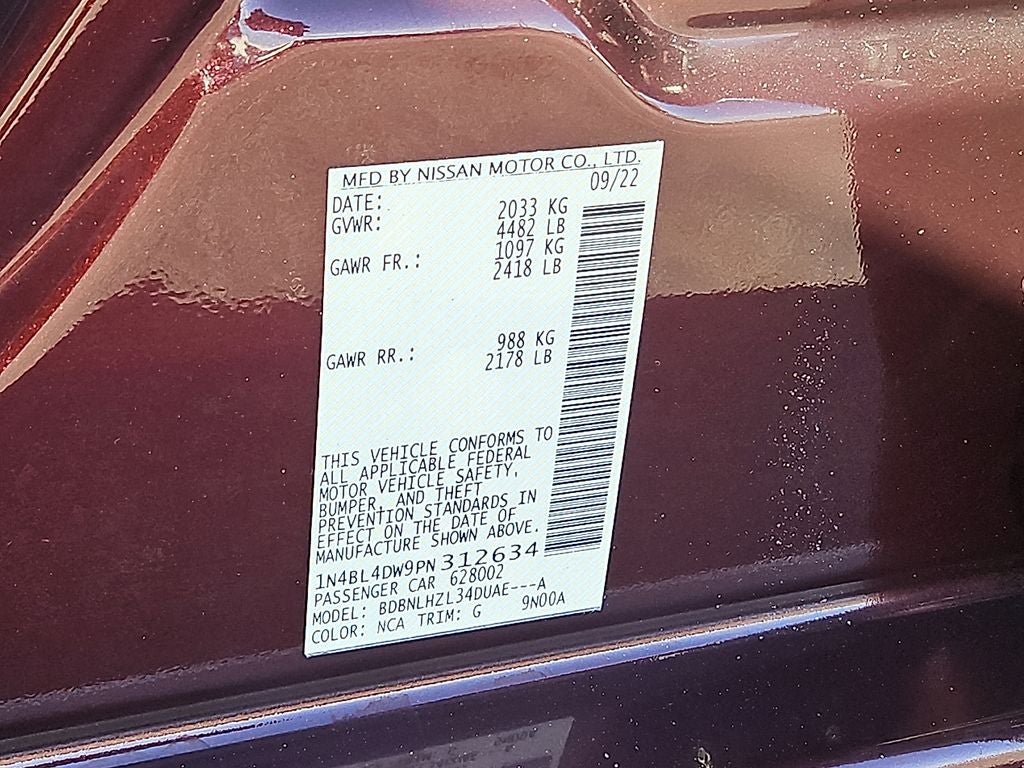 MFD BY NISSAN MOTOR CO., LTD.
DATE: 09/22
GVWR: 2033 KG
4482 LB
GAWR FR.: 1097 KG
2418 LB
GAWR RR.: 988 KG
2178 LB
THIS VEHICLE CONFORMS TO
ALL APPLICABLE FEDERAL
MOTOR VEHICLE SAFETY,
BUMPER, AND THEFT
PREVENTION STANDARDS IN
EFFECT ON THE DATE OF
MANUFACTURE SHOWN ABOVE.
1N4BL4DW9PN312634
PASSENGER CAR 628002
MODEL: BDBNLHZL34DUAE---A
COLOR: NCA TRIM: G 9N00A